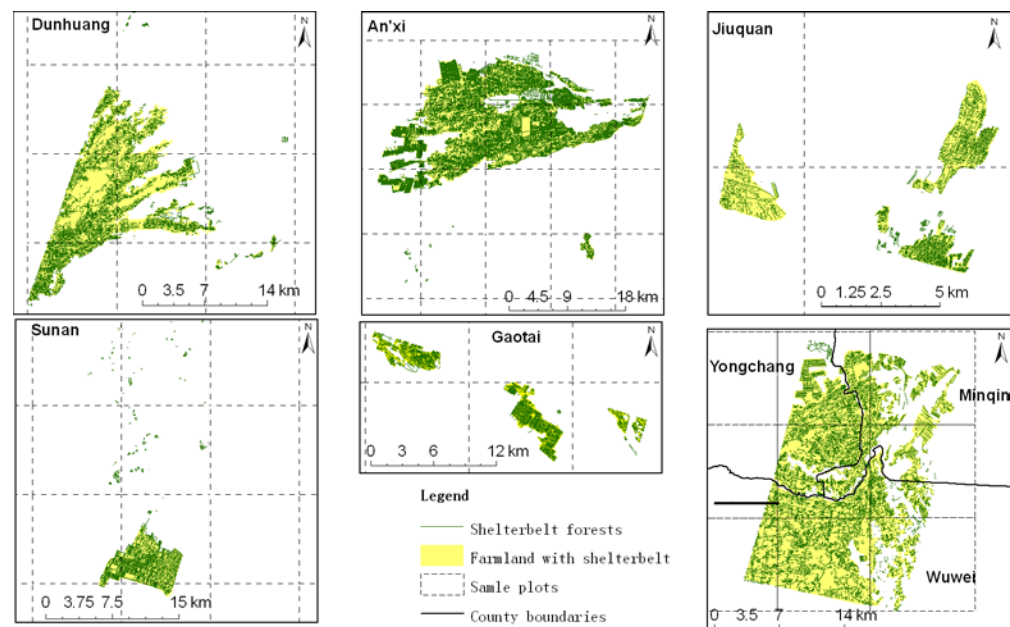 Dunhuang
N
0 3.5 7 14 km
An'xi
N
0 4.5 9 18 km
Jiuquan
N
0 1.25 2.5 5 km
Sunan
N
0 3.75 7.5 15 km
Gaotai
N
0 3 6 12 km
Yongchang
N
Minqin
Wuwei
0 3.5 7 14 km
Legend
Shelterbelt forests
Farmland with shelterbelt
Samle plots
County boundaries